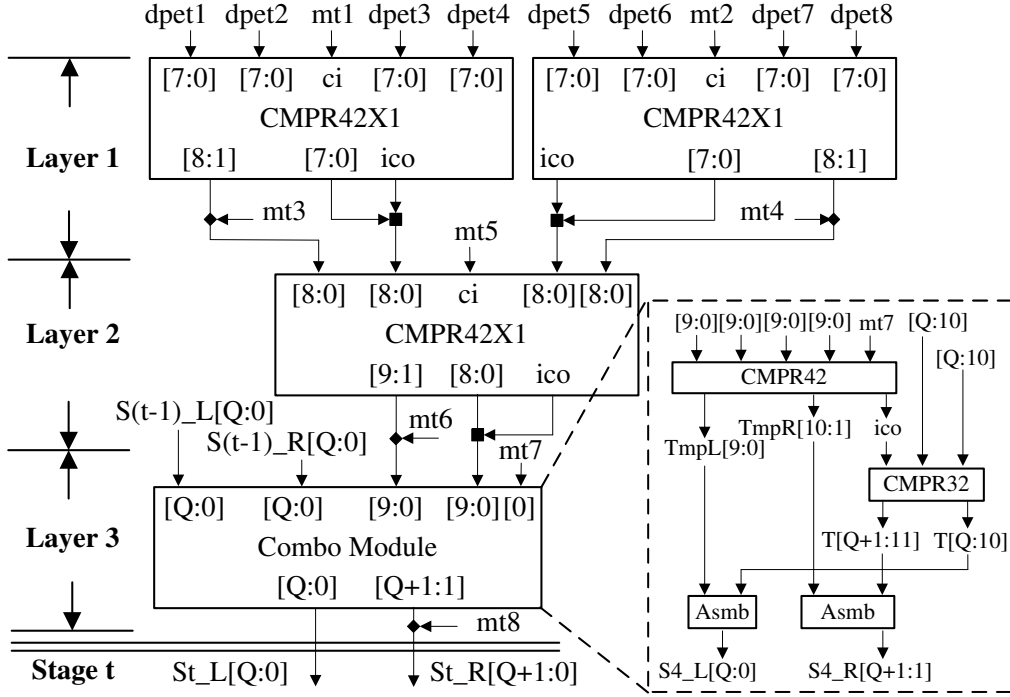 dpet1 dpet2 mt1 dpet3 dpet4 dpet5 dpet6 mt2 dpet7 dpet8
[7:0] [7:0] ci [7:0] [7:0] [7:0] [7:0] ci [7:0] [7:0]
CMPR42X1 CMPR42X1
Layer 1
[8:1] [7:0] ico ico [7:0] [8:1]
mt3 mt4
mt5
[8:0] [8:0] ci [8:0] [8:0]
Layer 2
CMPR42X1
[9:1] [8:0] ico
S(t-1)_L[Q:0]
mt6
S(t-1)_R[Q:0]
mt7
[Q:0] [Q:0] [9:0] [9:0] [0]
Layer 3
Combo Module
[Q:0] [Q+1:1]
mt8
Stage t
St_L[Q:0] St_R[Q+1:0]
[9:0] [9:0] [9:0] [9:0] mt7 [Q:10]
[Q:10]
CMPR42
TmpL[9:0] TmpR[10:1] ico
CMPR32
T[Q+1:11] T[Q:10]
Asmb Asmb
S4_L[Q:0] S4_R[Q+1:1]